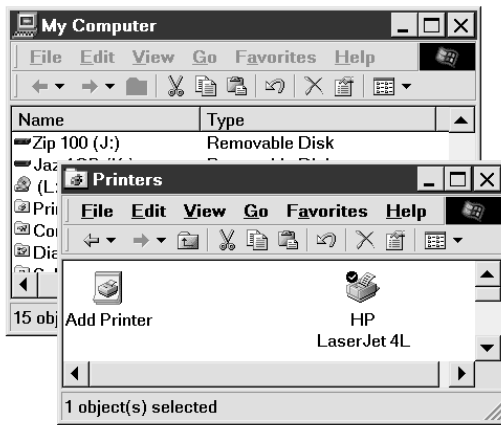 My Computer
File Edit View Go Favorites Help
Name Type
Zip 100 (J:) Removable Disk
(L:
15 obj
Printers
File Edit View Go Favorites Help
Add Printer
HP
LaserJet 4L
1 object(s) selected